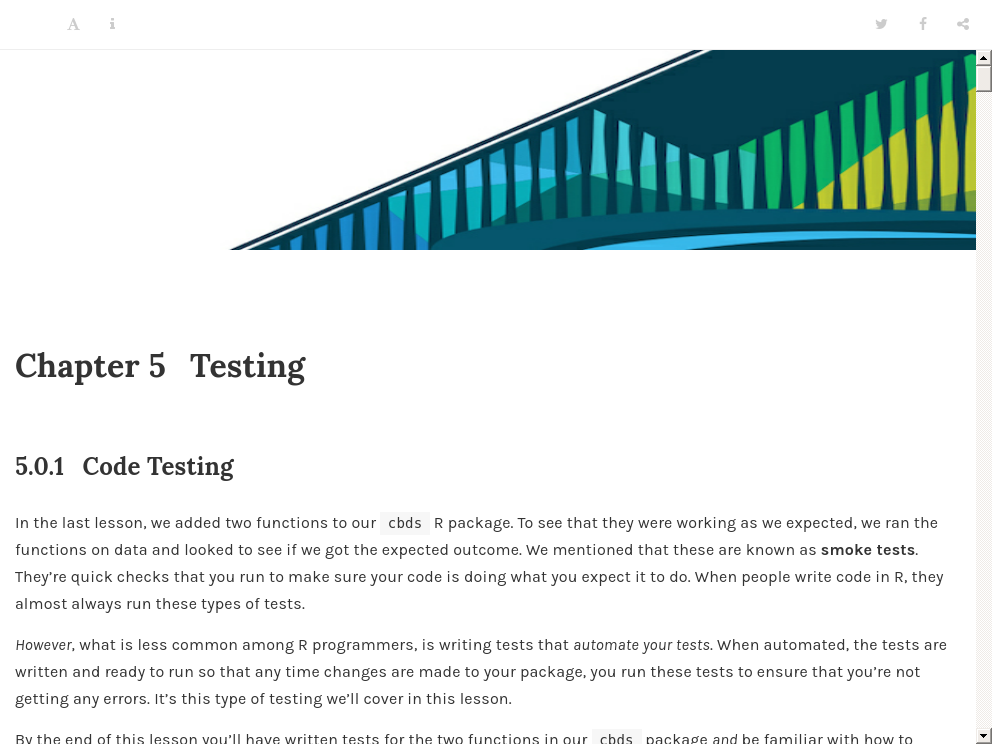 Chapter 5 Testing
5.0.1 Code Testing
In the last lesson, we added two functions to our cbds R package. To see that they were working as we expected, we ran the
functions on data and looked to see if we got the expected outcome. We mentioned that these are known as smoke tests.
They’re quick checks that you run to make sure your code is doing what you expect it to do. When people write code in R, they
almost always run these types of tests.
However, what is less common among R programmers, is writing tests that automate your tests. When automated, the tests are
written and ready to run so that any time changes are made to your package, you run these tests to ensure that you’re not
getting any errors. It’s this type of testing we’ll cover in this lesson.
By the end of this lesson you’ll have written tests for the two functions in our cbds package and be familiar with how to